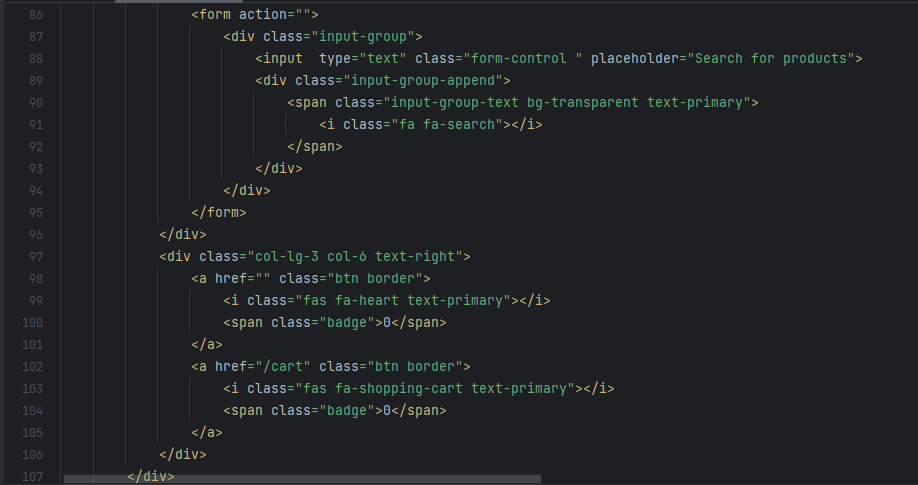 86 <form action="">
87 <div class="input-group">
88 <input  type="text" class="form-control " placeholder="Search for products">
89 <div class="input-group-append">
90 <span class="input-group-text bg-transparent text-primary">
91 <i class="fa fa-search"></i>
92 </span>
93 </div>
94 </div>
95 </form>
96 </div>
97 <div class="col-lg-3 col-6 text-right">
98 <a href="" class="btn border">
99 <i class="fas fa-heart text-primary"></i>
100 <span class="badge">0</span>
101 </a>
102 <a href="/cart" class="btn border">
103 <i class="fas fa-shopping-cart text-primary"></i>
104 <span class="badge">0</span>
105 </a>
106 </div>
107 </div>